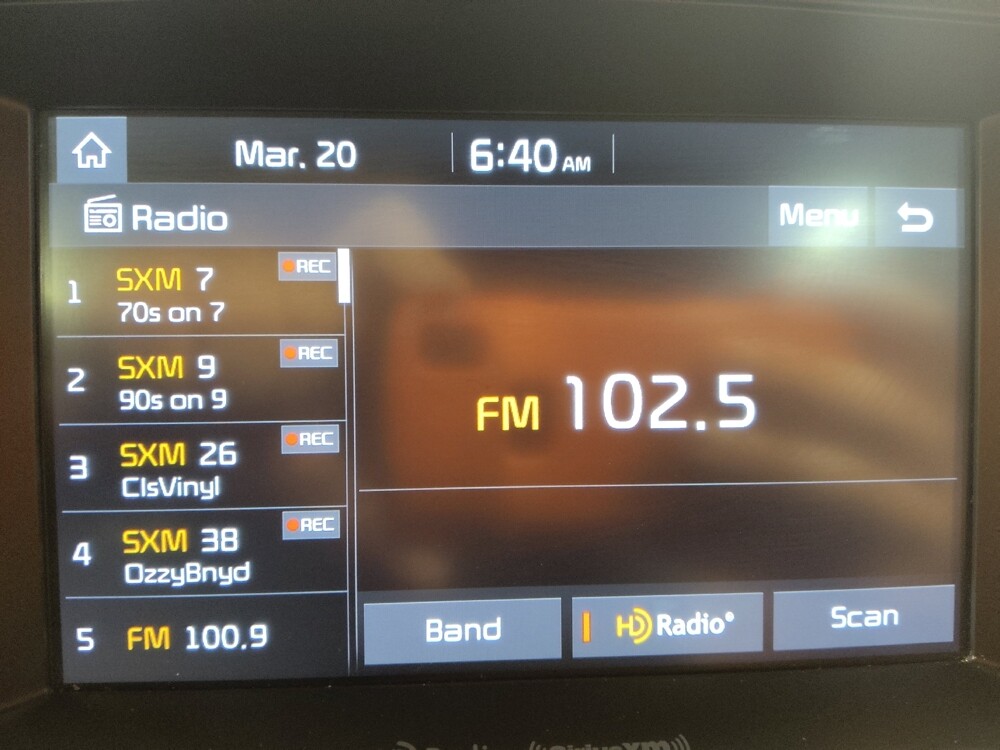 Mar. 20 6:40 AM
Radio Menu
1 SXM 7 REC
70s on 7
2 SXM 9 REC
90s on 9
3 SXM 26 REC
ClsVinyl
4 SXM 38 REC
OzzyBnyd
5 FM 100.9
FM 102.5
Band HD Radio® Scan
SiriusXM